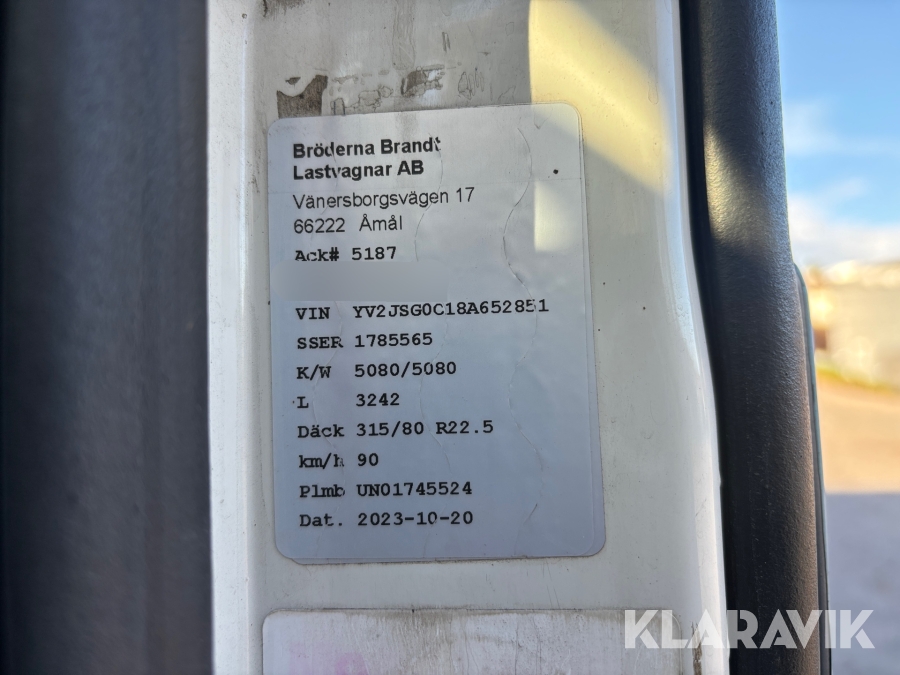 Bröderna Brandt
Lastvagnar AB
Vänersborgsvägen 17
66222 Åmål
Ack# 5187
VIN YV2JSG0C18A652851
SSER 1785565
K/W 5080/5080
L 3242
Däck 315/80 R22.5
km/h 90
Plmb UN01745524
Dat. 2023-10-20
KLARAVIK